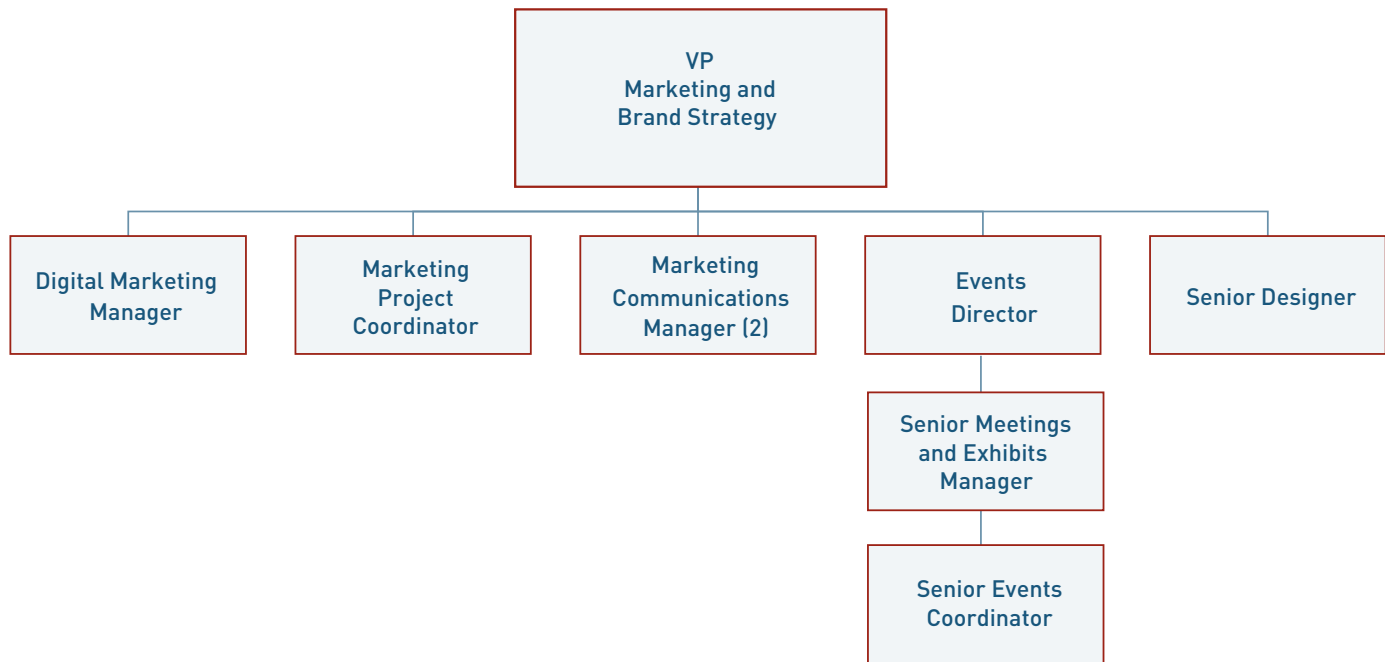 VP
Marketing and
Brand Strategy
Digital Marketing
Manager
Marketing
Project
Coordinator
Marketing
Communications
Manager (2)
Events
Director
Senior Designer
Senior Meetings
and Exhibits
Manager
Senior Events
Coordinator